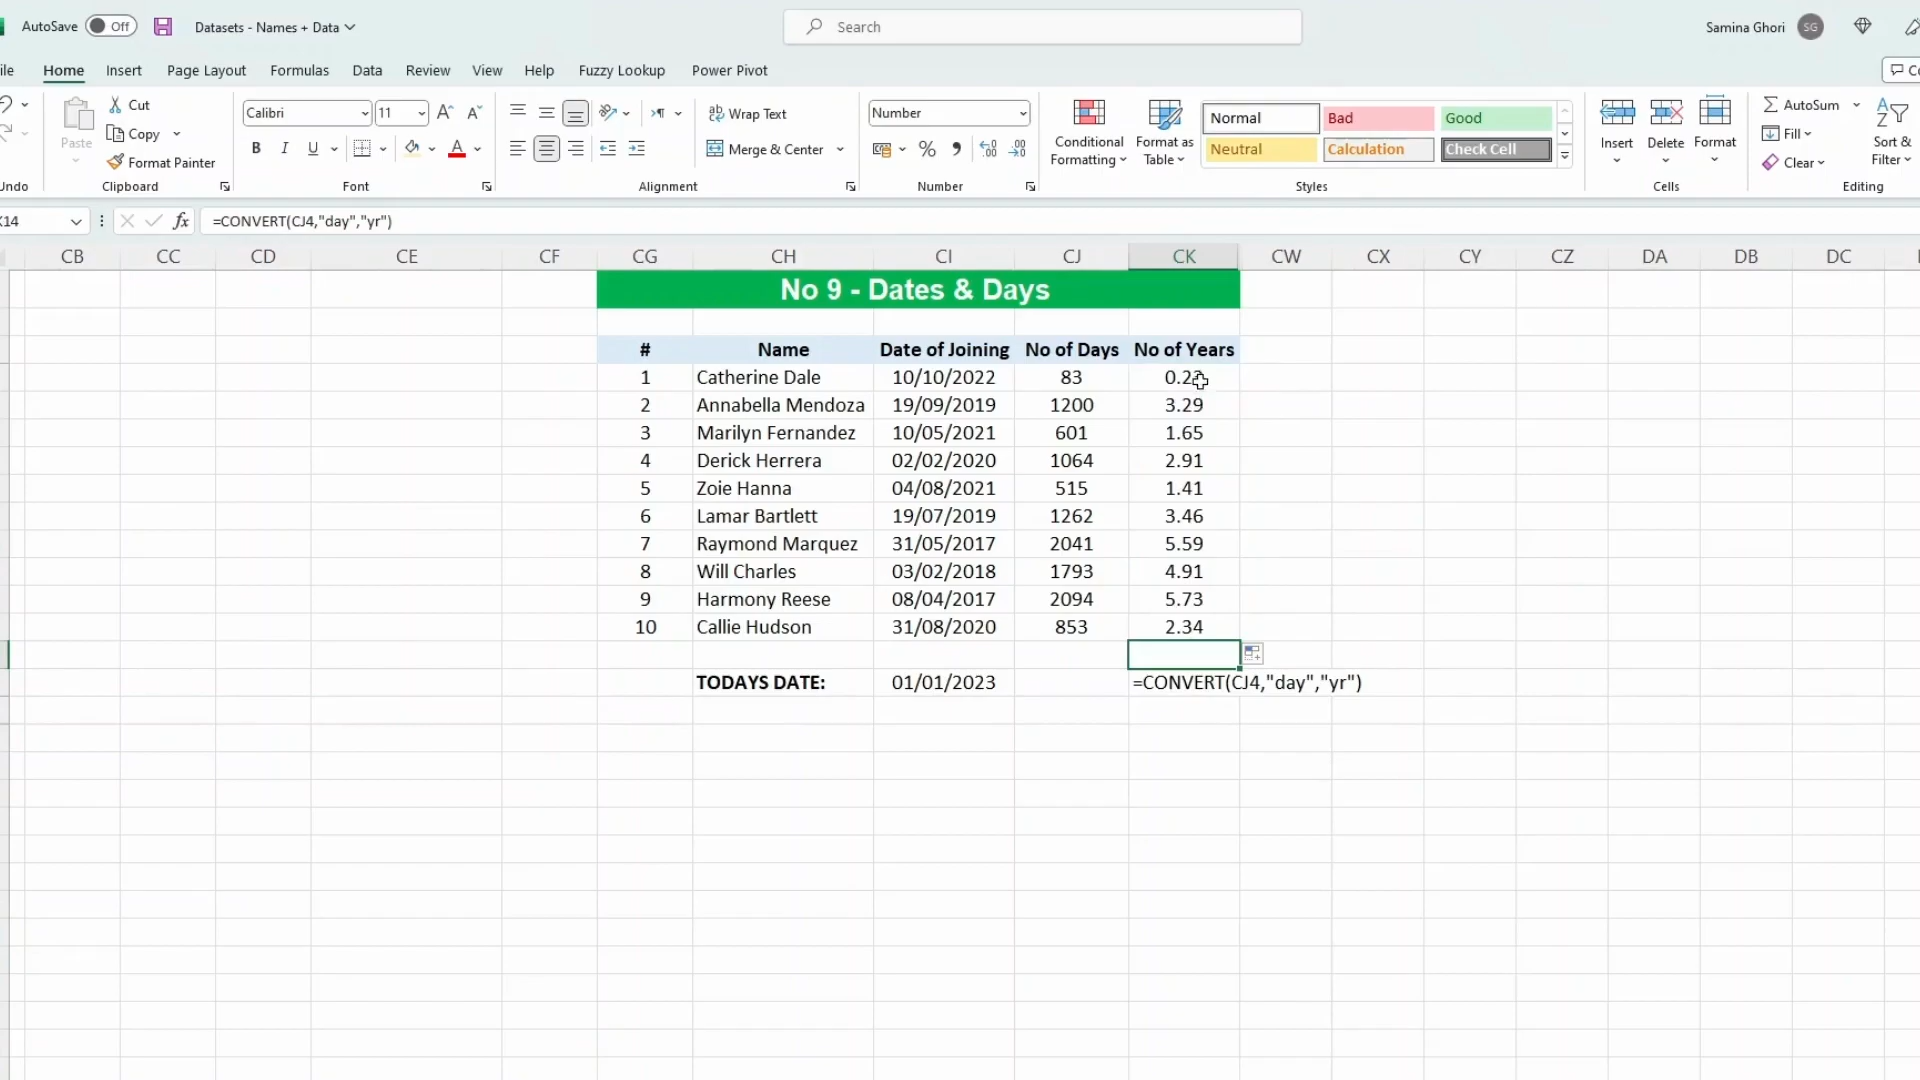 AutoSave Off Datasets - Names + Data Search Samina Ghori SG
Home Insert Page Layout Formulas Data Review View Help Fuzzy Lookup Power Pivot
Paste Cut Copy Format Painter
Calibri 11
B I U A
Wrap Text
Merge & Center
Number
% 9
Conditional Formatting
Format as Table
Normal Bad Good
Neutral Calculation Check Cell
Insert Delete Format
AutoSum
Fill
Clear
Sort & Filter
Undo Clipboard Font Alignment Number Styles Cells Editing
fx =CONVERT(CJ4,"day","yr")
CB CC CD CE CF CG CH CI CJ CK CW CX CY CZ DA DB DC
No 9 - Dates & Days
# Name Date of Joining No of Days No of Years
1 Catherine Dale 10/10/2022 83
2 Annabella Mendoza 19/09/2019 1200 3.29
3 Marilyn Fernandez 10/05/2021 601 1.65
4 Derick Herrera 02/02/2020 1064 2.91
5 Zoie Hanna 04/08/2021 515 1.41
6 Lamar Bartlett 19/07/2019 1262 3.46
7 Raymond Marquez 31/05/2017 2041 5.59
8 Will Charles 03/02/2018 1793 4.91
9 Harmony Reese 08/04/2017 2094 5.73
10 Callie Hudson 31/08/2020 853 2.34
TODAYS DATE: 01/01/2023 =CONVERT(CJ4,"day","yr")